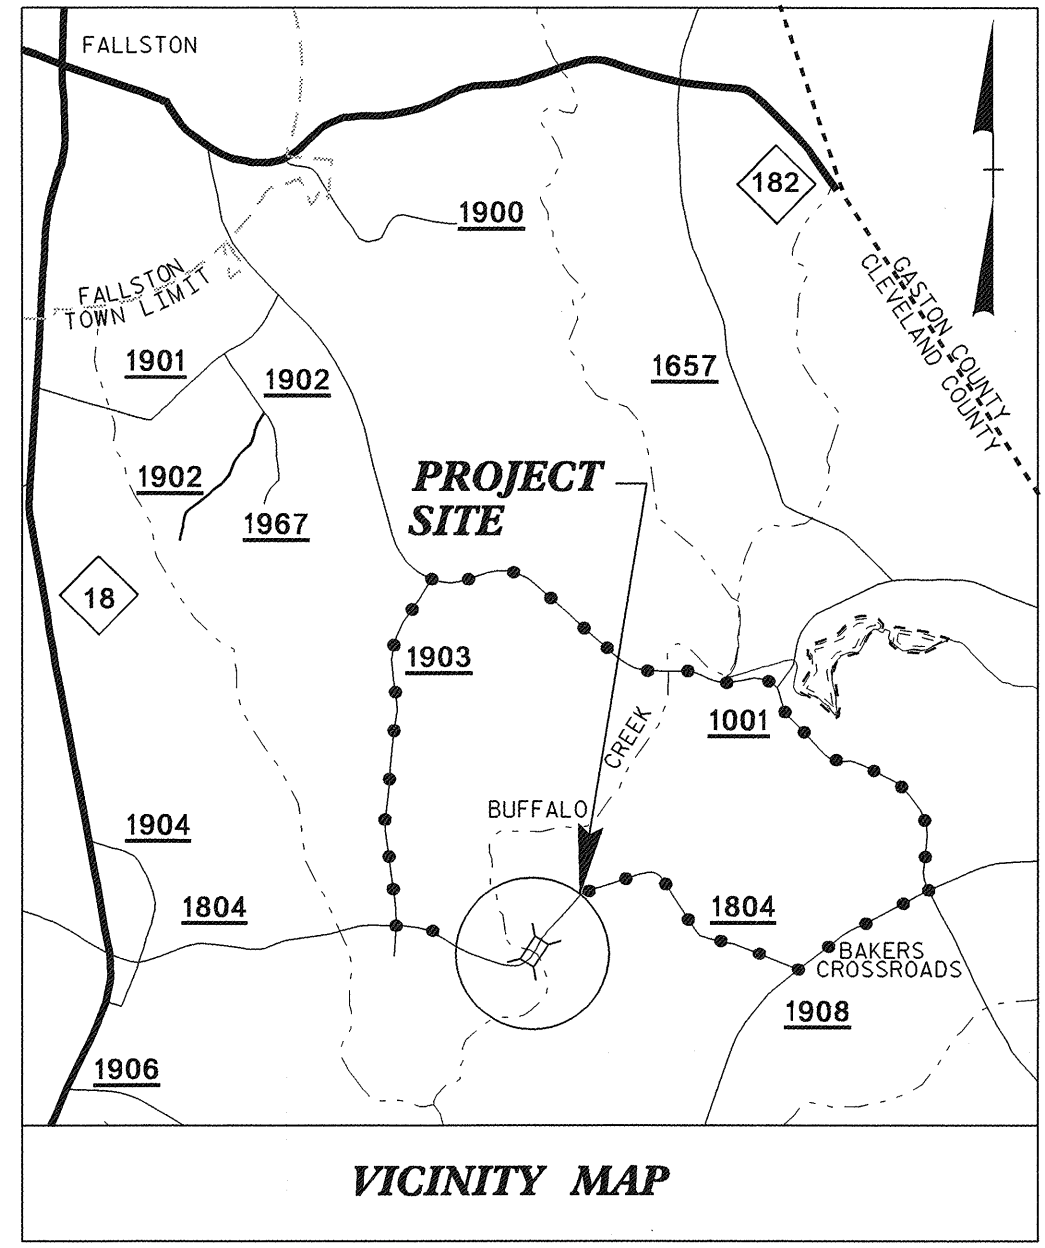 FALLSTON
182
1900
FALLSTON
TOWN LIMIT
GASTON COUNTY
CLEVELAND COUNTY
1901
1902
1657
1902
PROJECT
SITE
1967
18
1903
1001
CREEK
BUFFALO
1904
1804
1804
BAKERS
CROSSROADS
1908
1906
VICINITY MAP